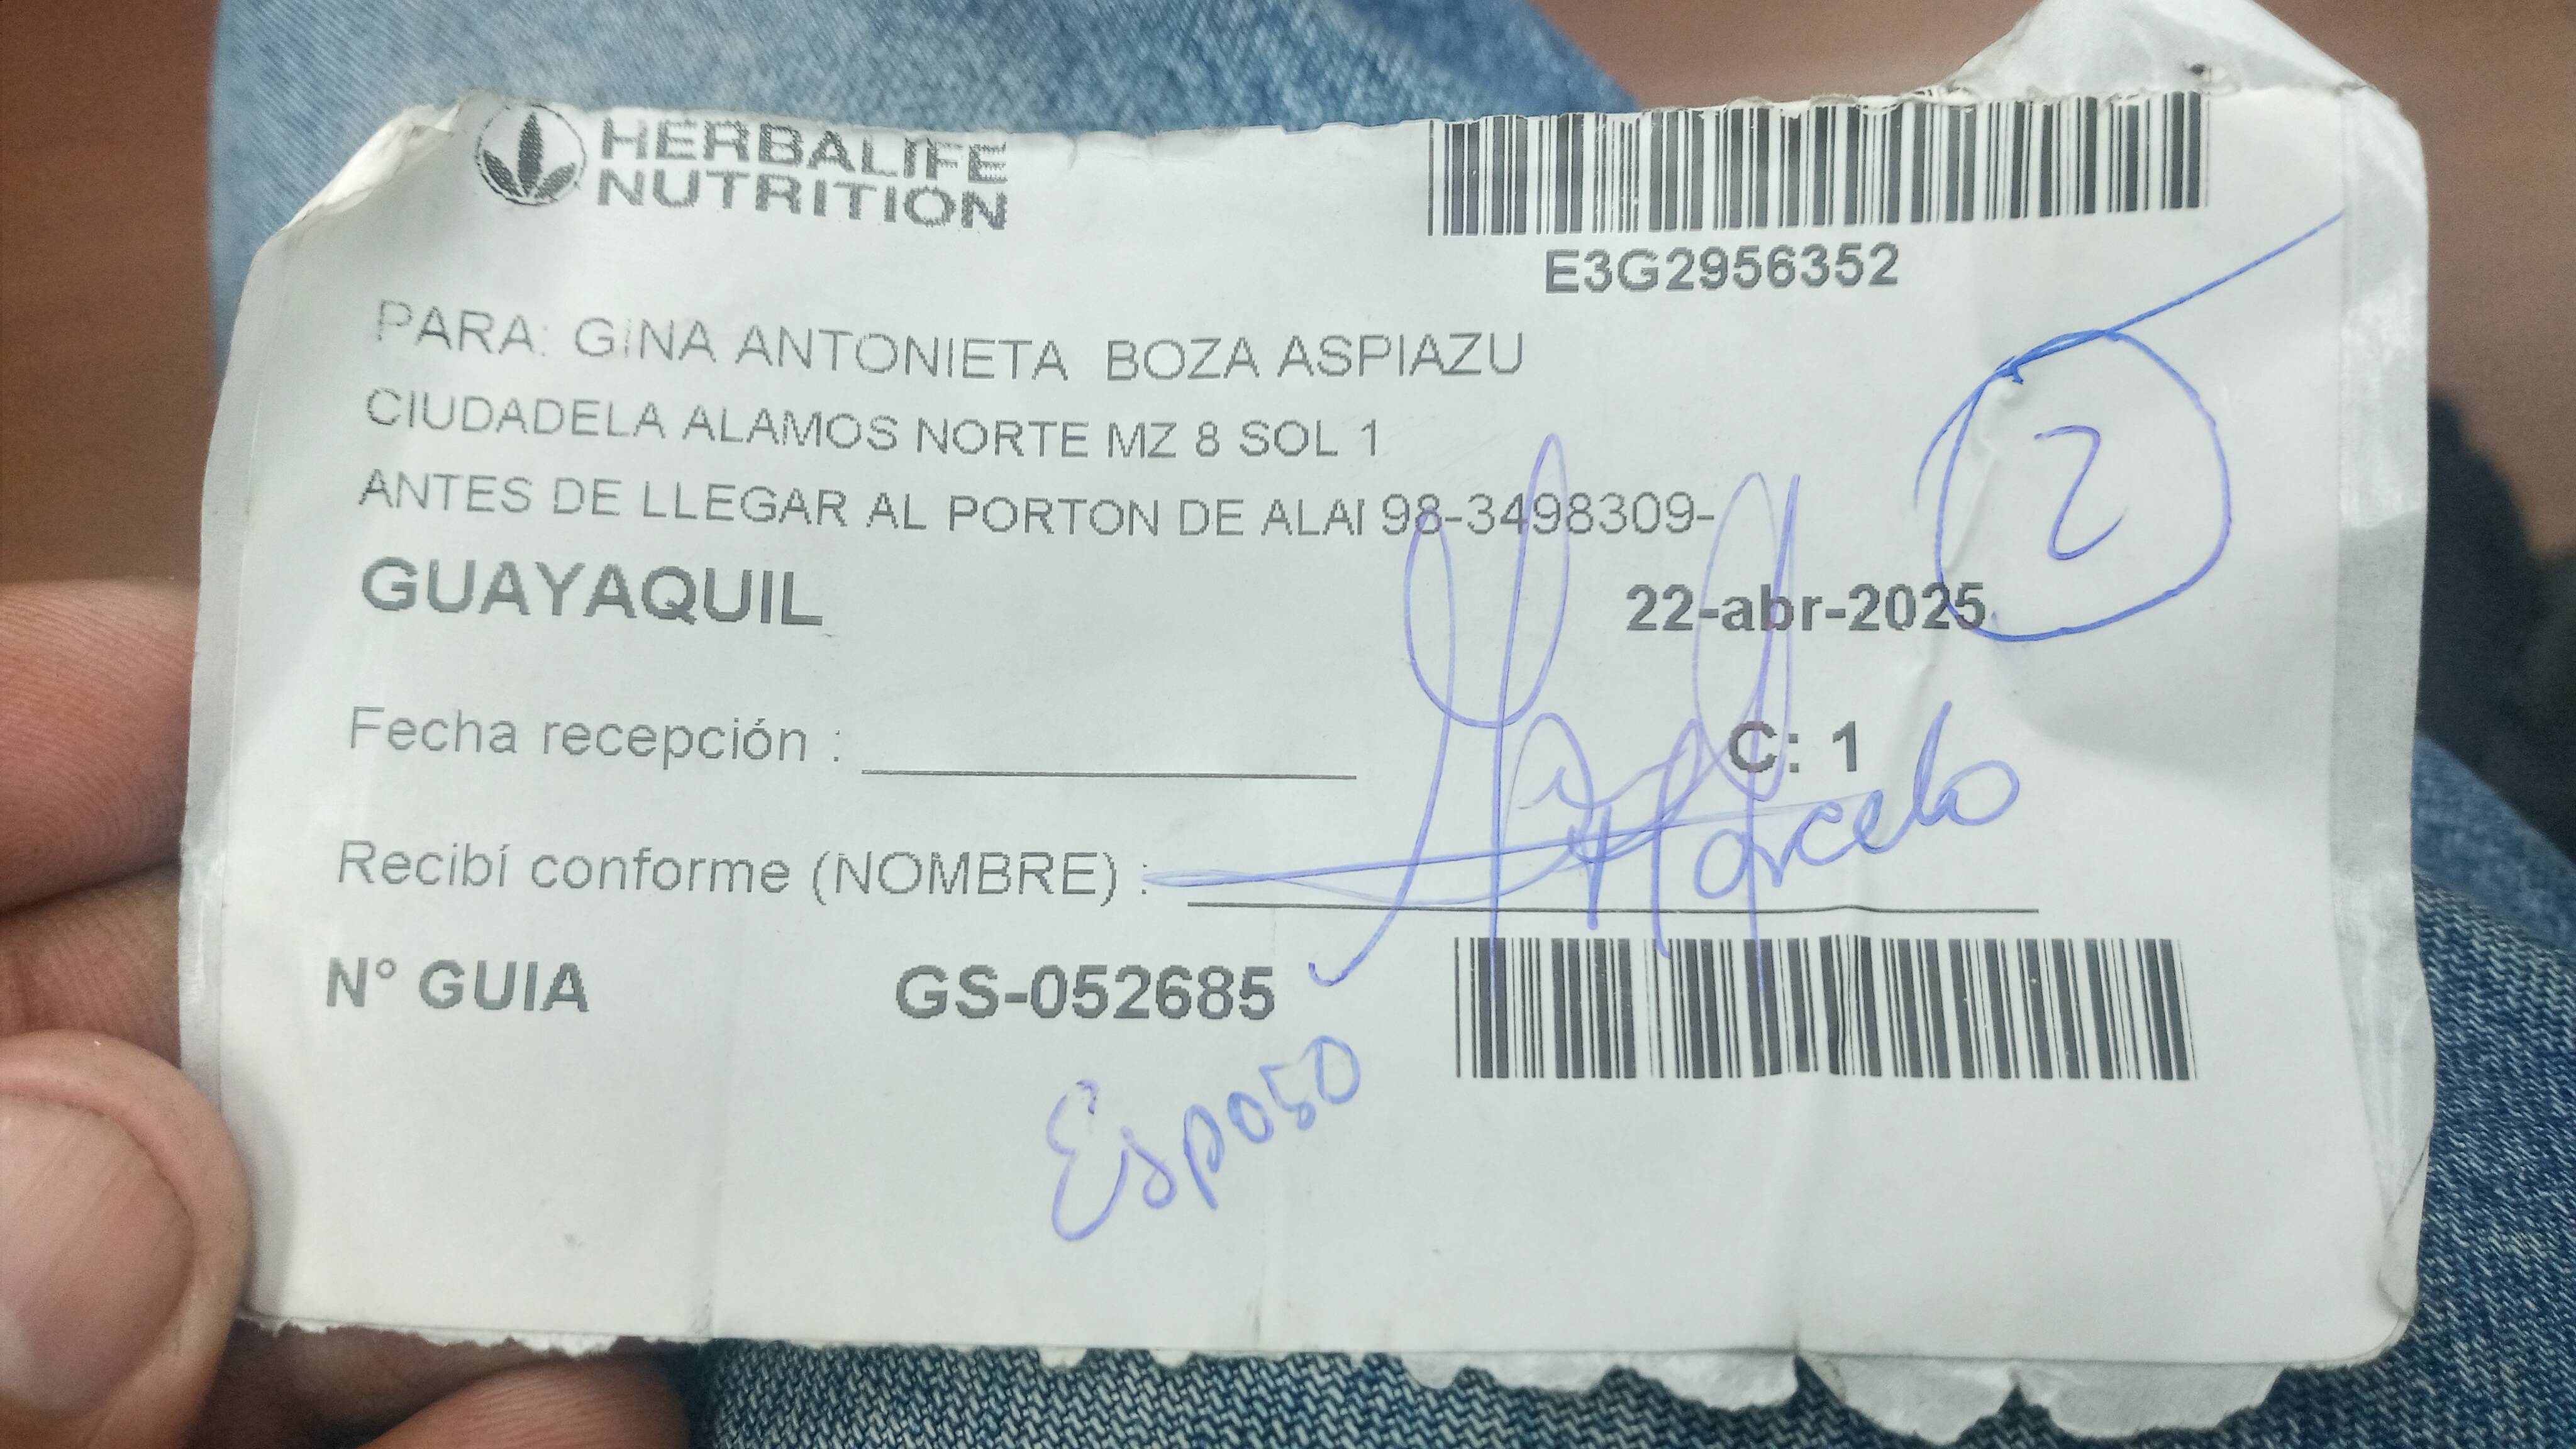 HERBALIFE
NUTRITION
E3G2956352
PARA: GINA ANTONIETA BOZA ASPIAZU
CIUDADELA ALAMOS NORTE MZ 8 SOL 1
ANTES DE LLEGAR AL PORTON DE ALAI 98-3498309-
2
GUAYAQUIL
22-abr-2025
Fecha recepción :
C: 1
Recibí conforme (NOMBRE) :
Marcelo
N° GUIA
GS-052685
Esposo